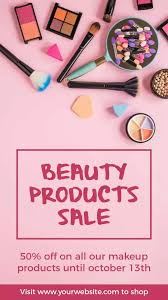 BEAUTY
PRODUCTS
SALE
50% off on all our makeup
products until october 13th
Visit www.yourwebsite.com to shop